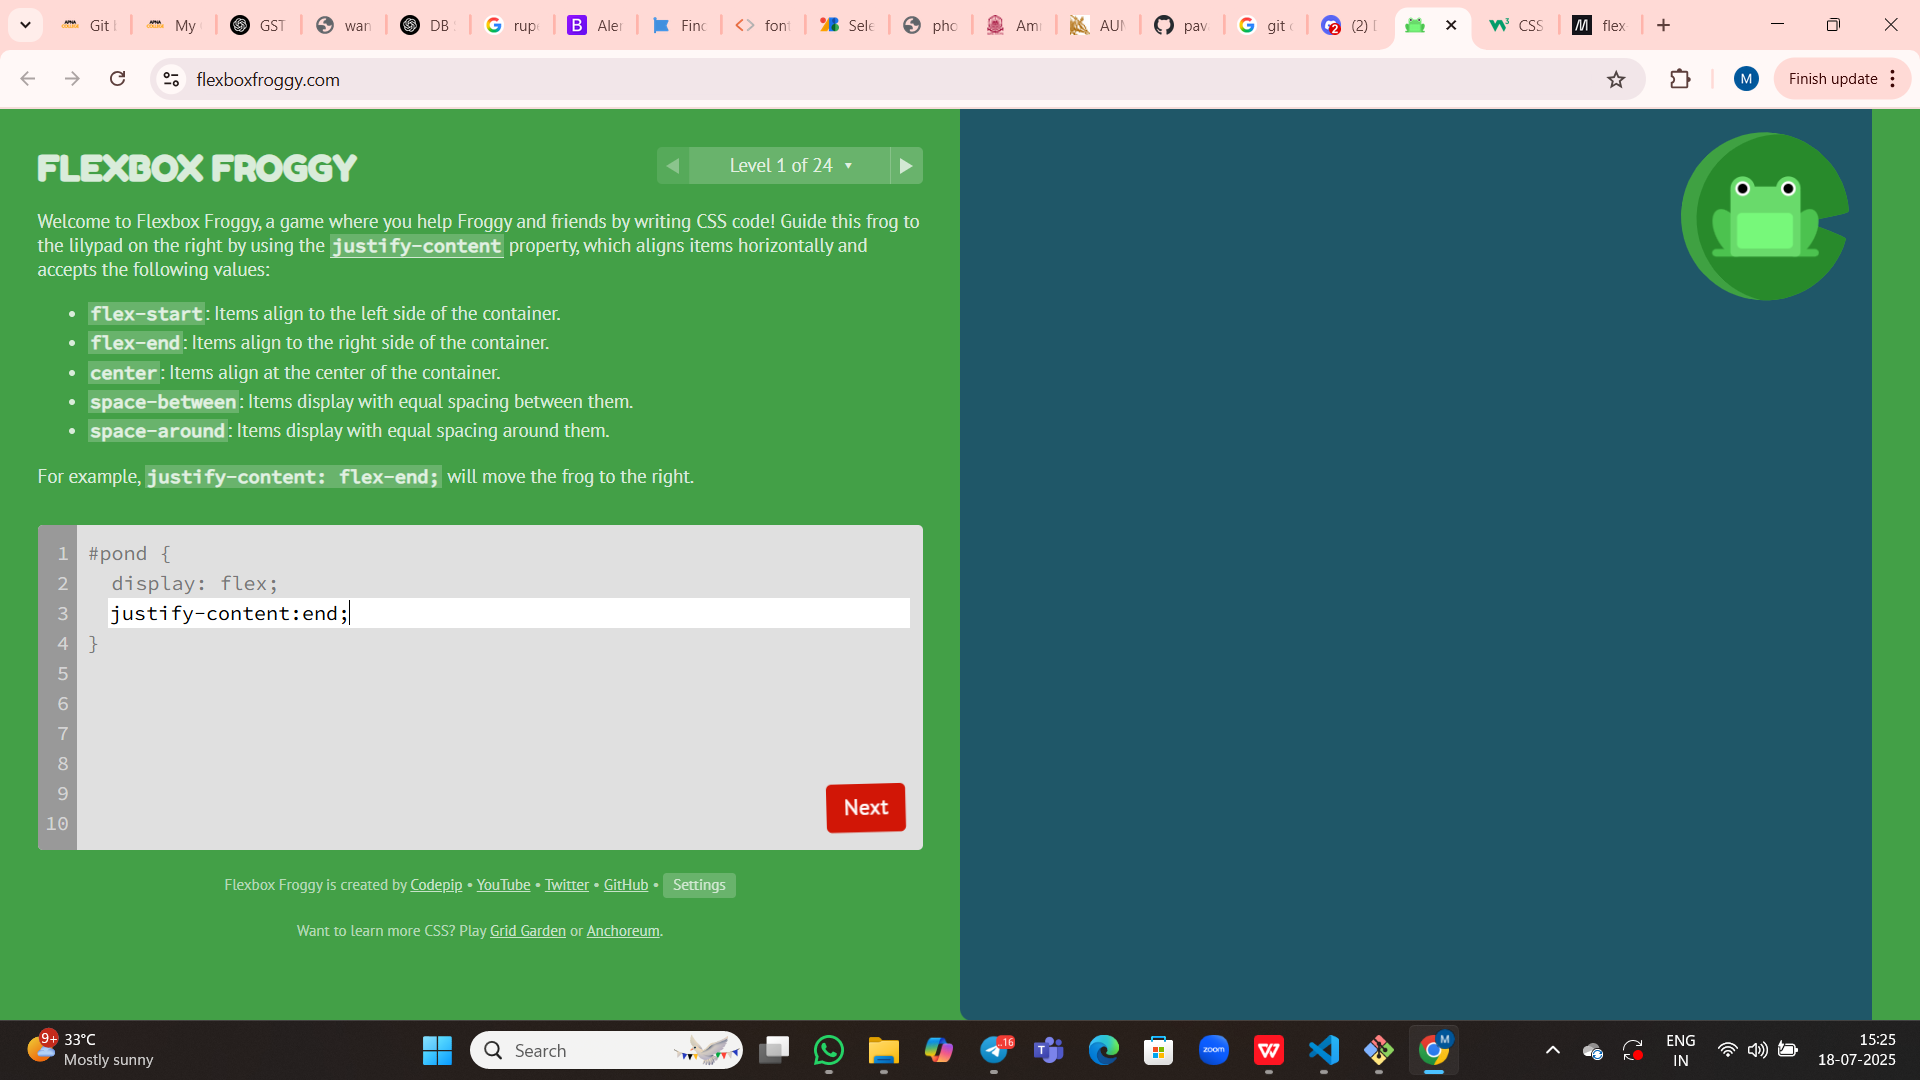 Git b
My
GST
wan
DB S
rupe
Aler
Finc
font
Sele
pho
Amr
AUM
pava
git c
(2) D
CSS
flex
flexboxfroggy.com
M
Finish update
FLEXBOX FROGGY
Level 1 of 24
Welcome to Flexbox Froggy, a game where you help Froggy and friends by writing CSS code! Guide this frog to
the lilypad on the right by using the justify-content property, which aligns items horizontally and
accepts the following values:
• flex-start: Items align to the left side of the container.
• flex-end: Items align to the right side of the container.
• center: Items align at the center of the container.
• space-between: Items display with equal spacing between them.
• space-around: Items display with equal spacing around them.
For example, justify-content: flex-end; will move the frog to the right.
1 #pond {
2 display: flex;
3 justify-content:end;
4 }
5
6
7
8
9
10
Next
Flexbox Froggy is created by Codepip • YouTube • Twitter • GitHub • Settings
Want to learn more CSS? Play Grid Garden or Anchoreum.
9+
33°C
Mostly sunny
Search
16
zoom
M
ENG
IN
15:25
18-07-2025